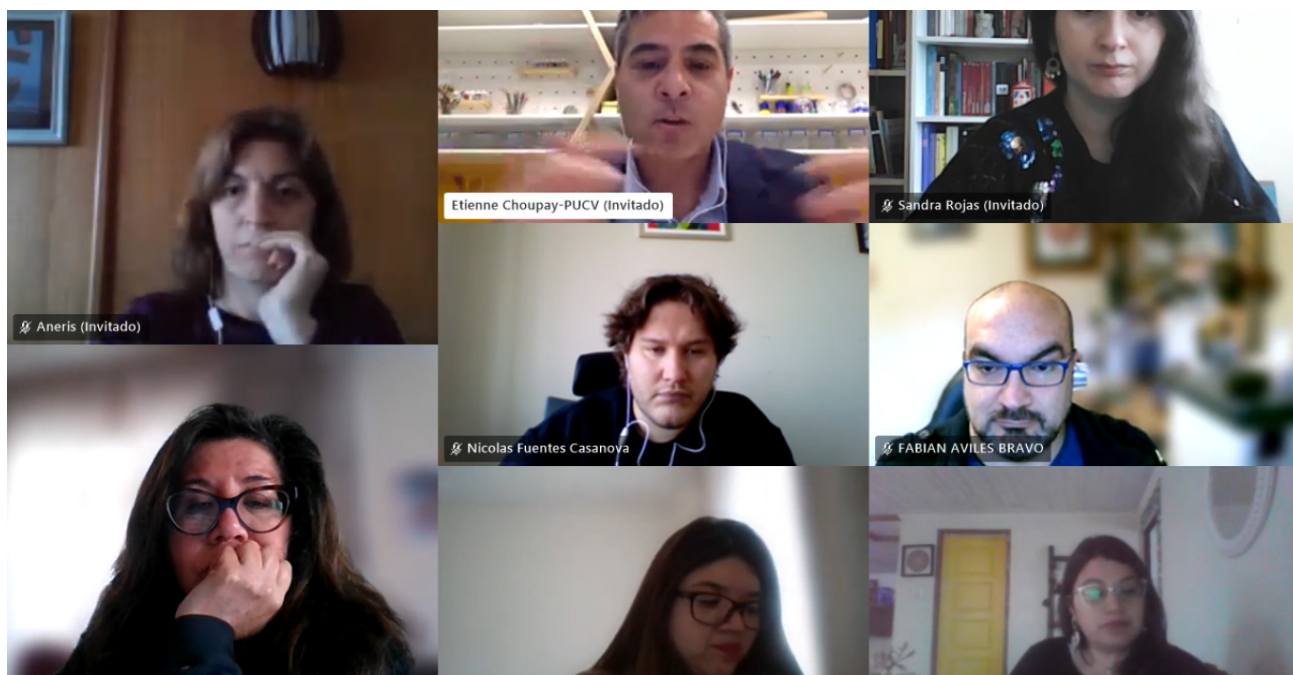 Etienne Choupay-PUCV (Invitado)
Sandra Rojas (Invitado)
Aneris (Invitado)
Nicolas Fuentes Casanova
FABIAN AVILES BRAVO